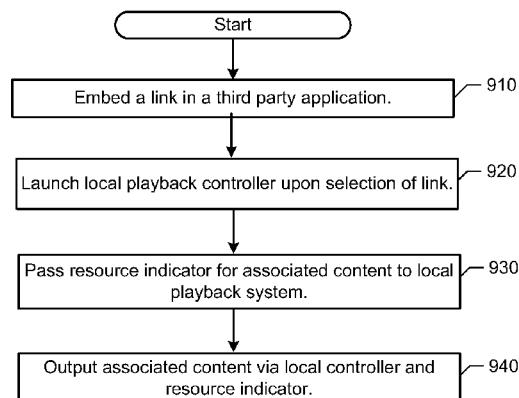 Start
Embed a link in a third party application.
910
Launch local playback controller upon selection of link.
920
Pass resource indicator for associated content to local
playback system.
930
Output associated content via local controller and
resource indicator.
940